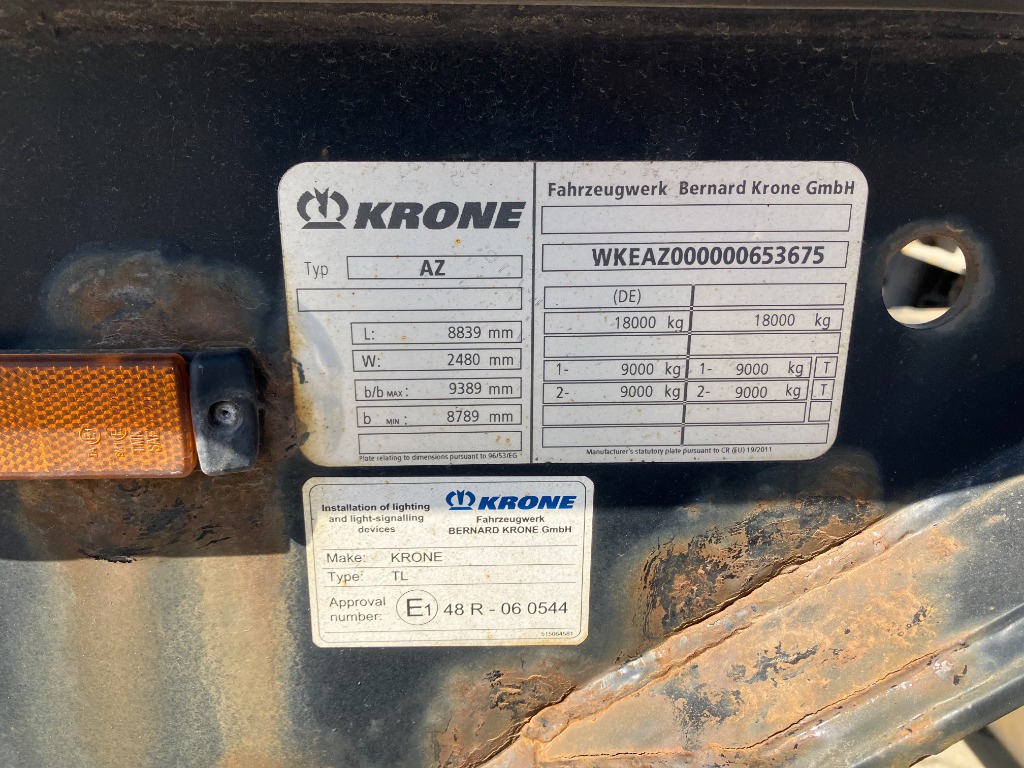 KRONE
Typ AZ
L: 8839 mm
W: 2480 mm
b/b MAX: 9389 mm
b MIN: 8789 mm
Plate relating to dimensions pursuant to 96/53/EG
Fahrzeugwerk Bernard Krone GmbH
WKEAZ000000653675
(DE)
18000 kg 18000 kg
1- 9000 kg 1- 9000 kg T
2- 9000 kg 2- 9000 kg T
Manufacturer's statutory plate pursuant to CR (EU) 19/2011
Installation of lighting
and light-signalling
devices
KRONE
Fahrzeugwerk
BERNARD KRONE GmbH
Make: KRONE
Type: TL
Approval
number: E1 48 R - 06 0544
515064581